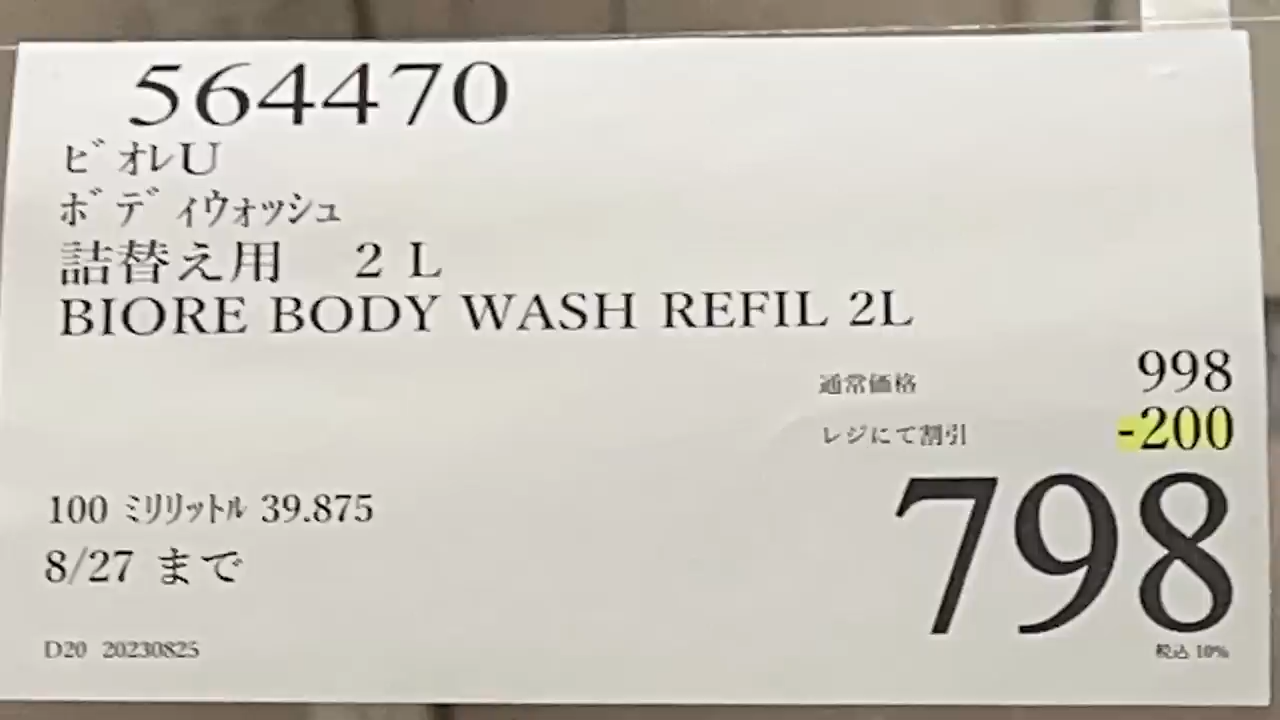 564470
ビオレU
ボディウォッシュ
詰替え用 2 L
BIORE BODY WASH REFIL 2L
通常価格 998
レジにて割引 -200
798
100 ミリリットル 39.875
8/27 まで
D20 20230825
税込 10%